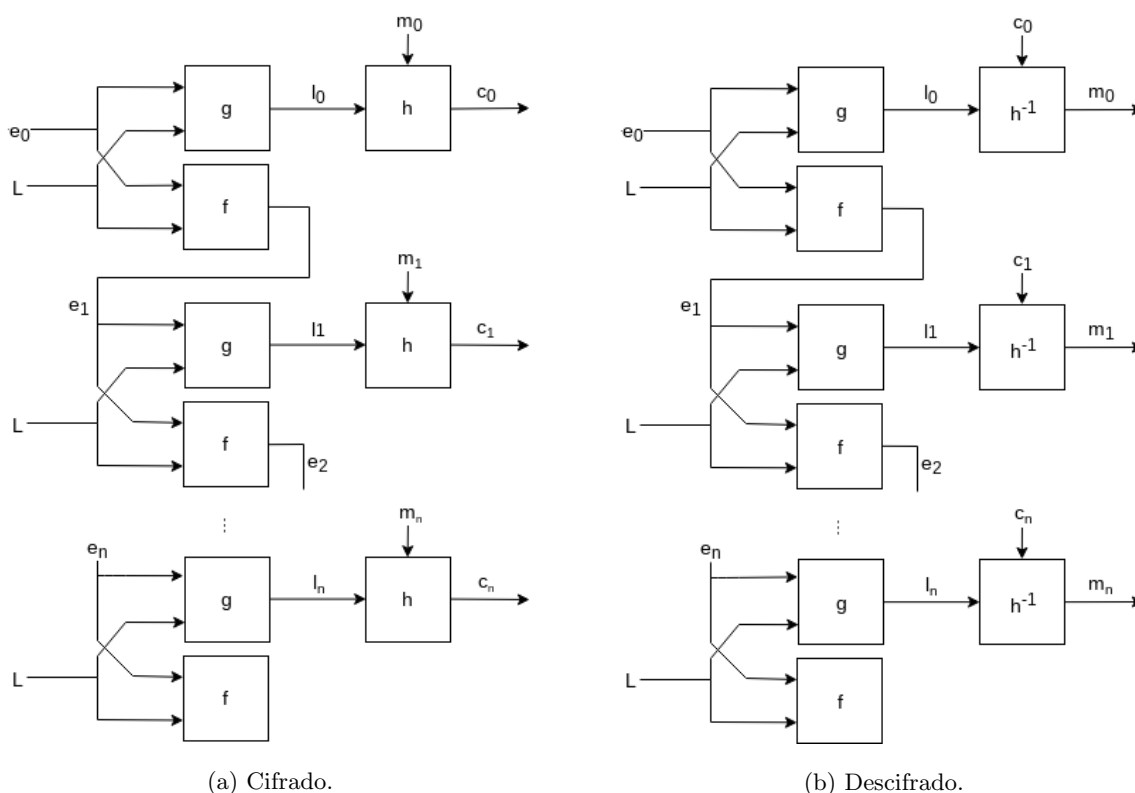 m₀
g
l₀
h
c₀
e₀
L
f
m₁
e₁
g
l1
h
c₁
L
f
e₂
⋮
mₙ
eₙ
g
lₙ
h
cₙ
L
f
(a) Cifrado.
c₀
g
l₀
h⁻¹
m₀
e₀
L
f
c₁
e₁
g
l1
h⁻¹
m₁
L
f
e₂
⋮
cₙ
eₙ
g
lₙ
h⁻¹
mₙ
L
f
(b) Descifrado.